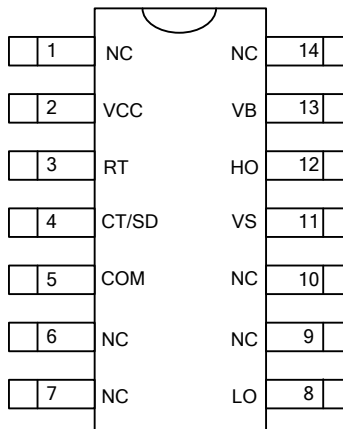 1 NC NC 14
2 VCC VB 13
3 RT HO 12
4 CT/SD VS 11
5 COM NC 10
6 NC NC 9
7 NC LO 8